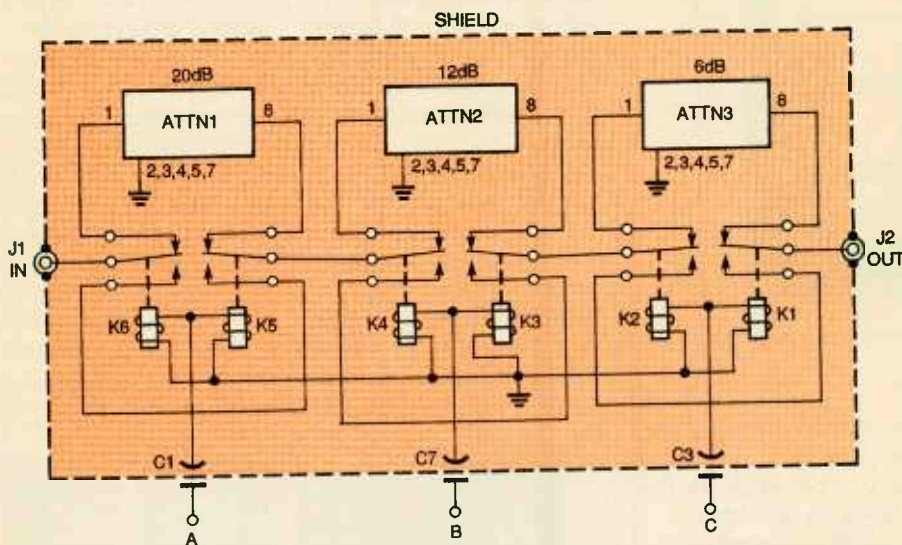 SHIELD
20dB
12dB
6dB
1 ATTN1 8
1 ATTN2 8
1 ATTN3 8
2,3,4,5,7
2,3,4,5,7
2,3,4,5,7
J1
IN
J2
OUT
K6
K5
K4
K3
K2
K1
C1
C7
C3
A
B
C